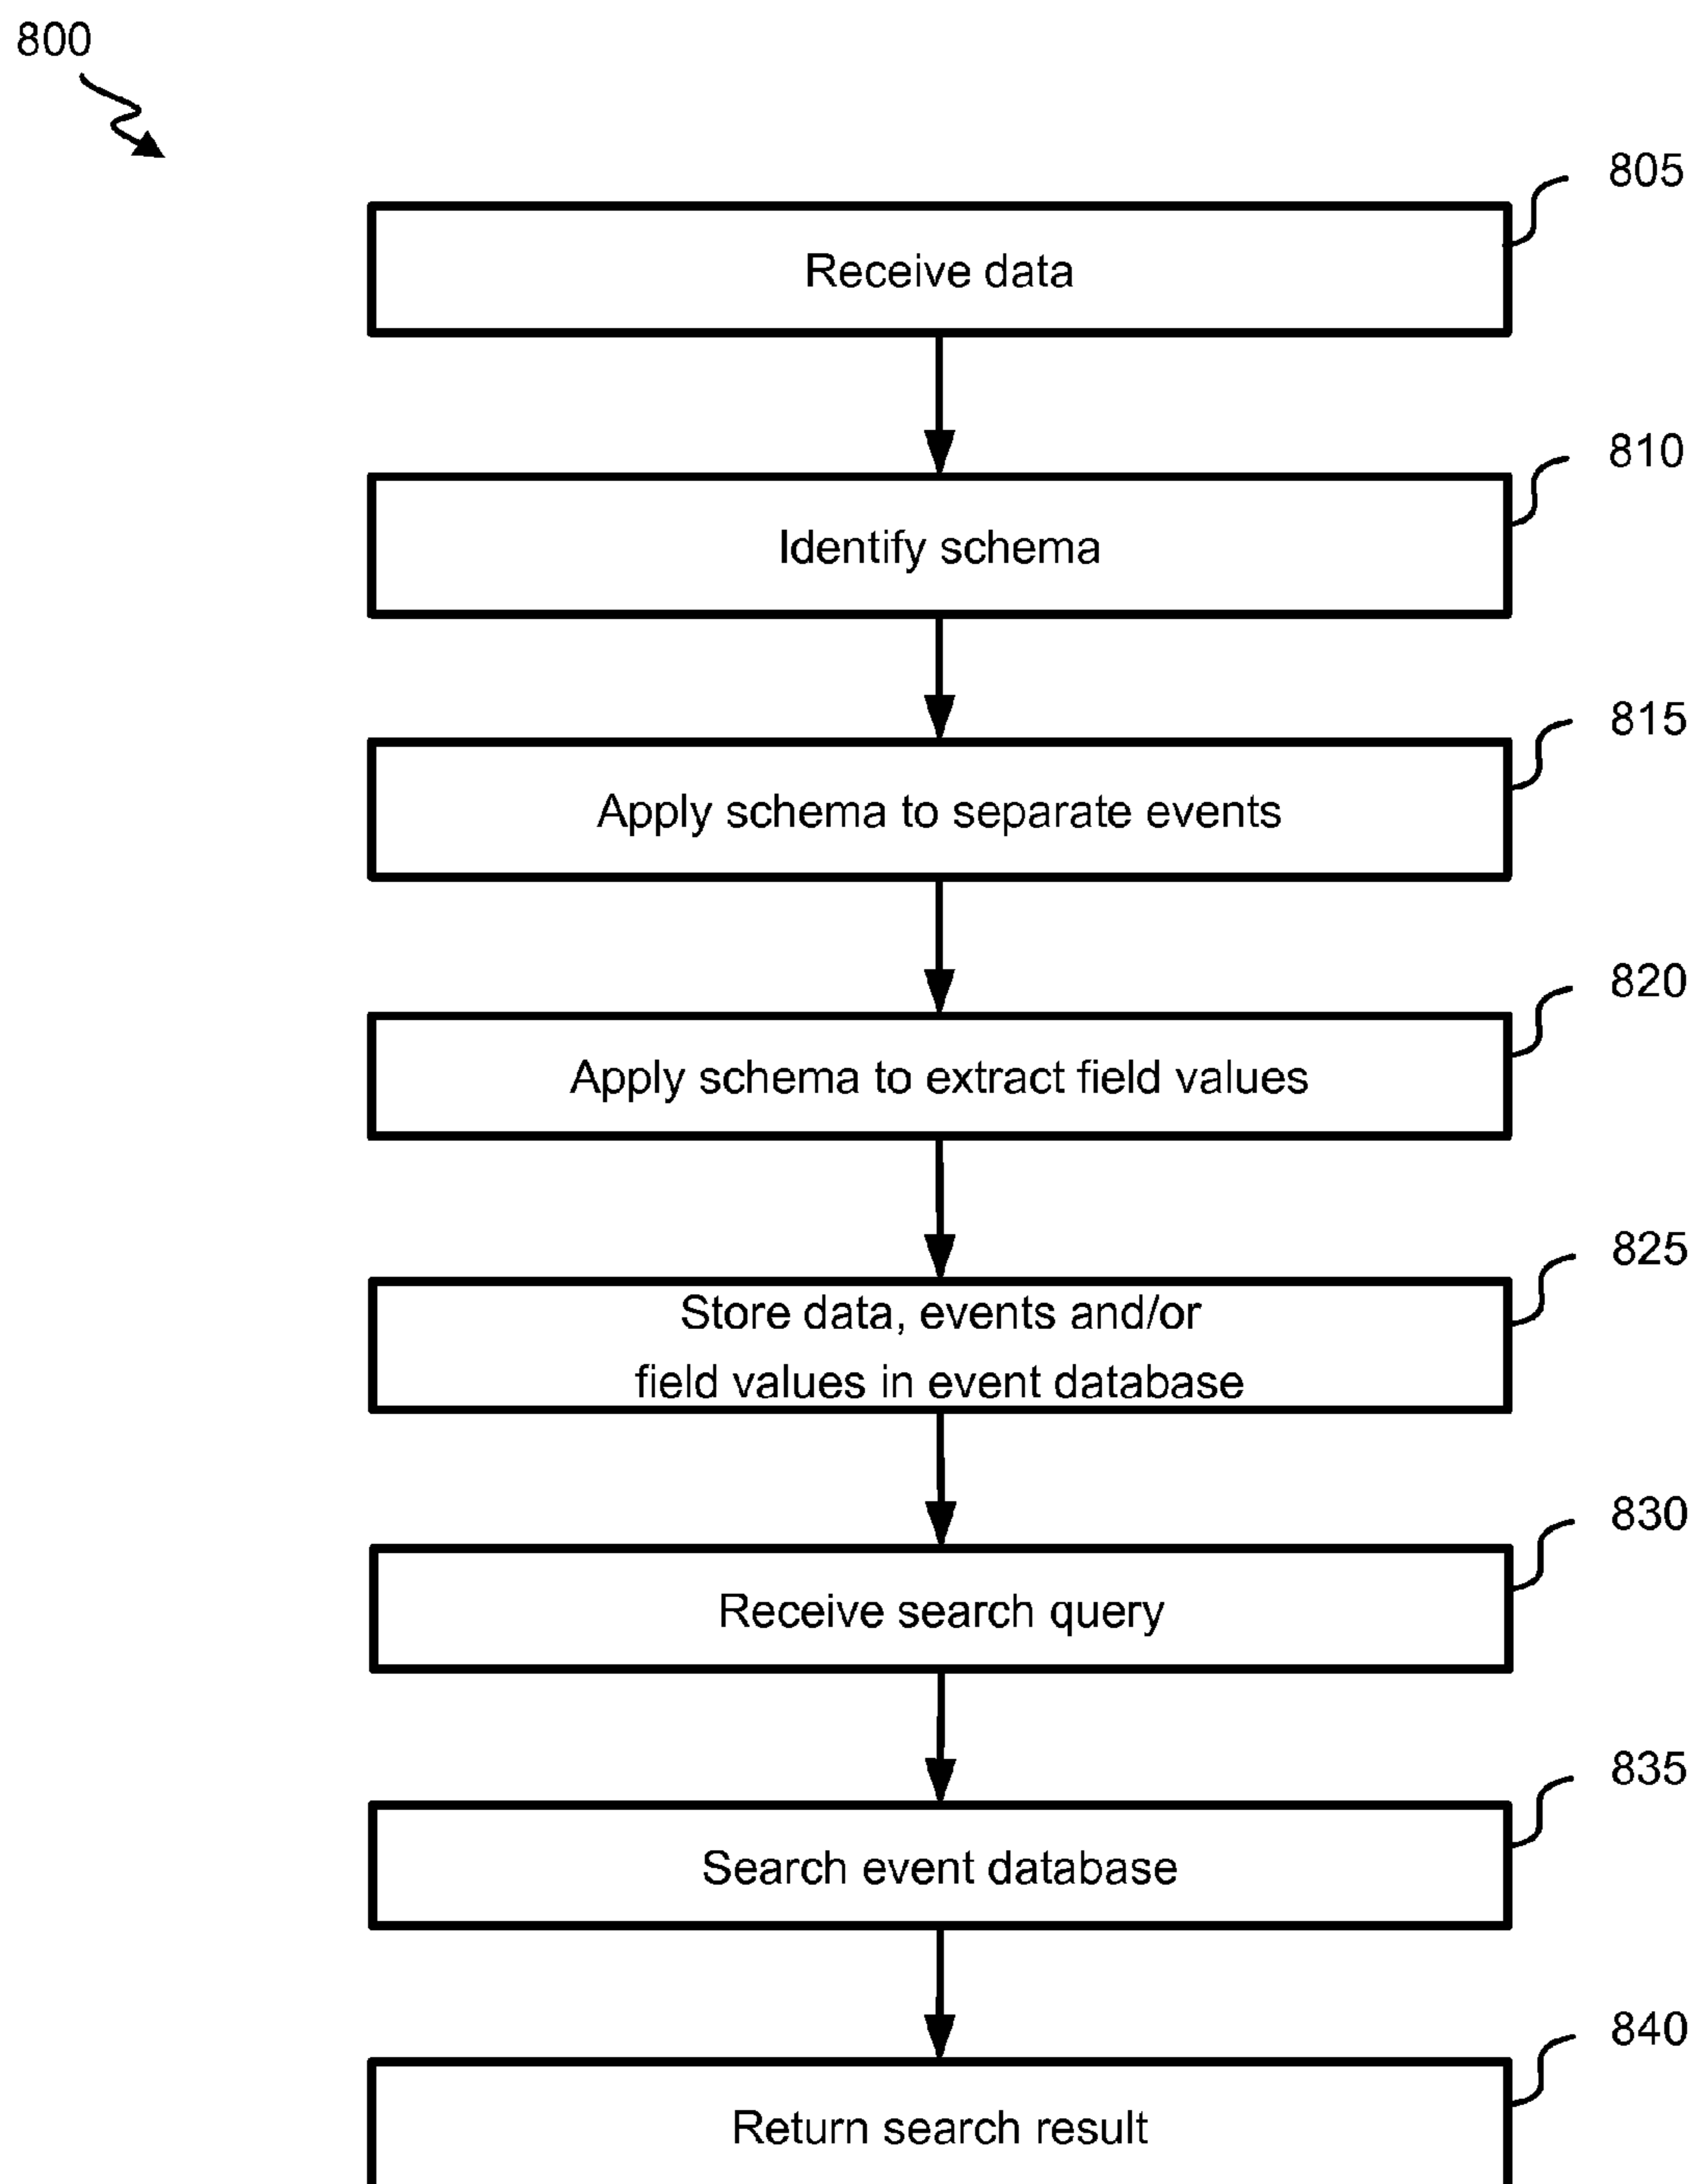 800
805
Receive data
810
Identify schema
815
Apply schema to separate events
820
Apply schema to extract field values
825
Store data, events and/or
field values in event database
830
Receive search query
835
Search event database
840
Return search result